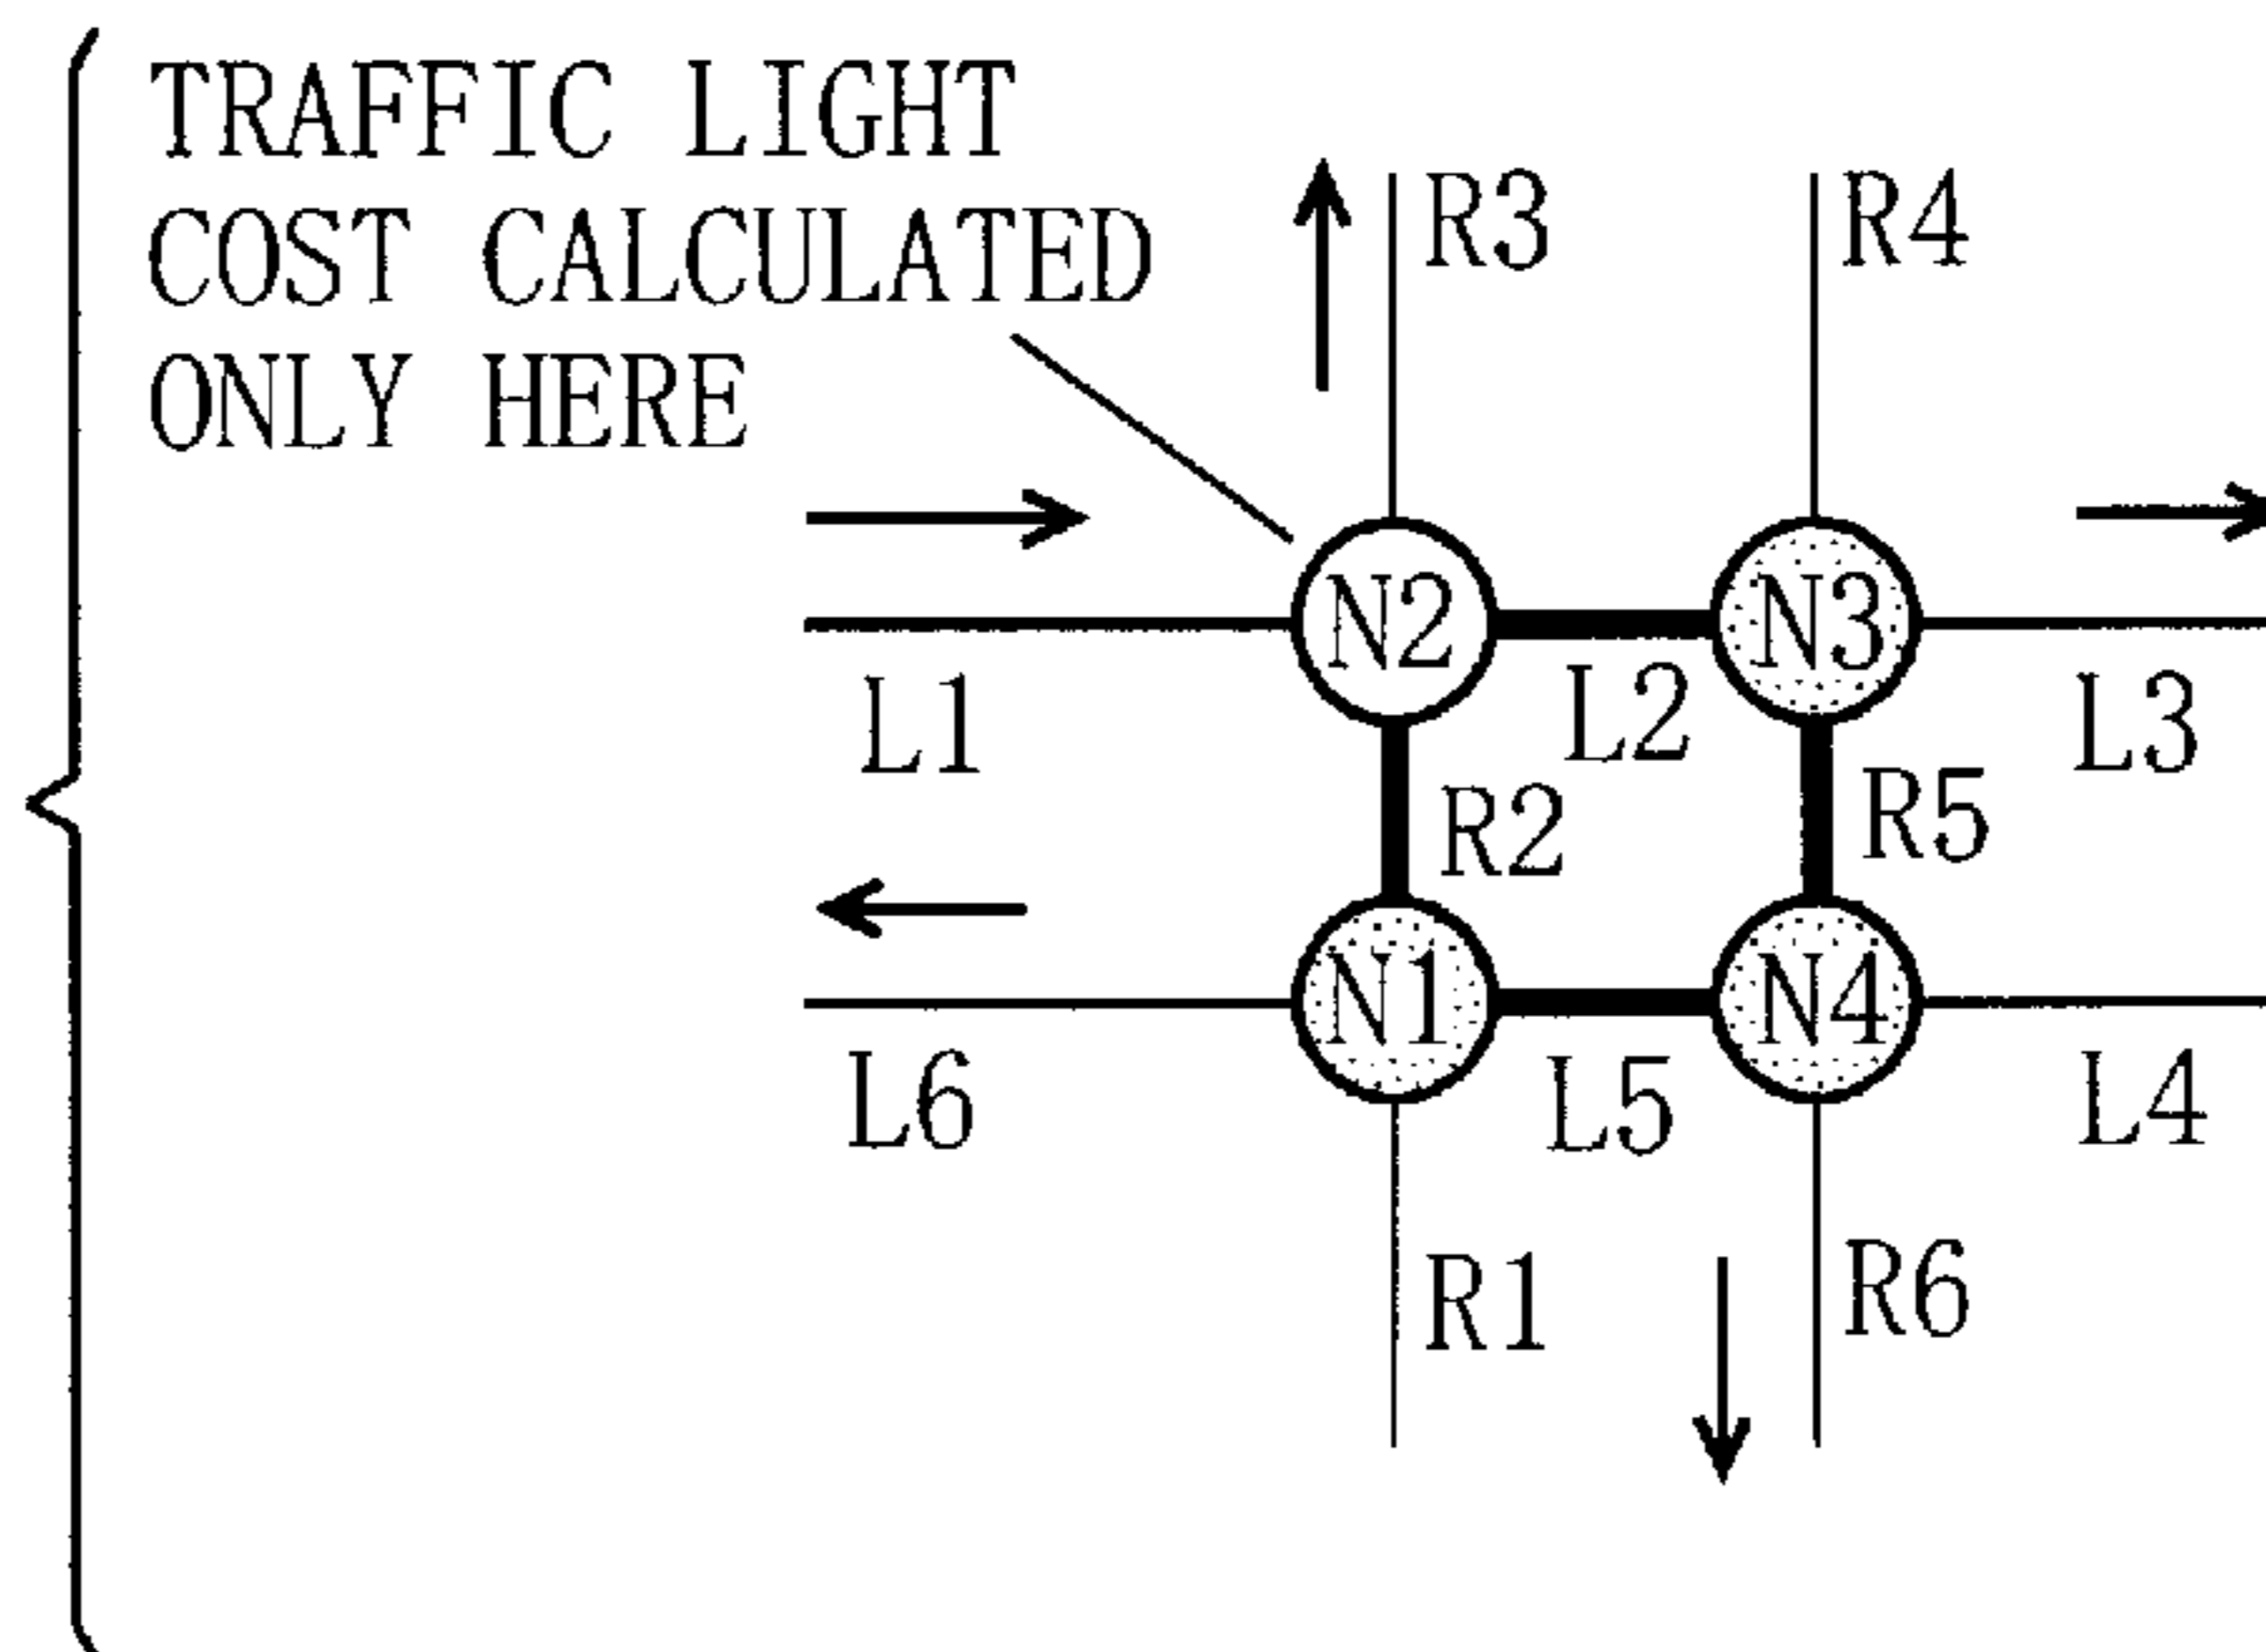 TRAFFIC LIGHT
COST CALCULATED
ONLY HERE
R3
R4
N2
N3
L1
L2
L3
R2
R5
N1
N4
L6
L5
L4
R1
R6